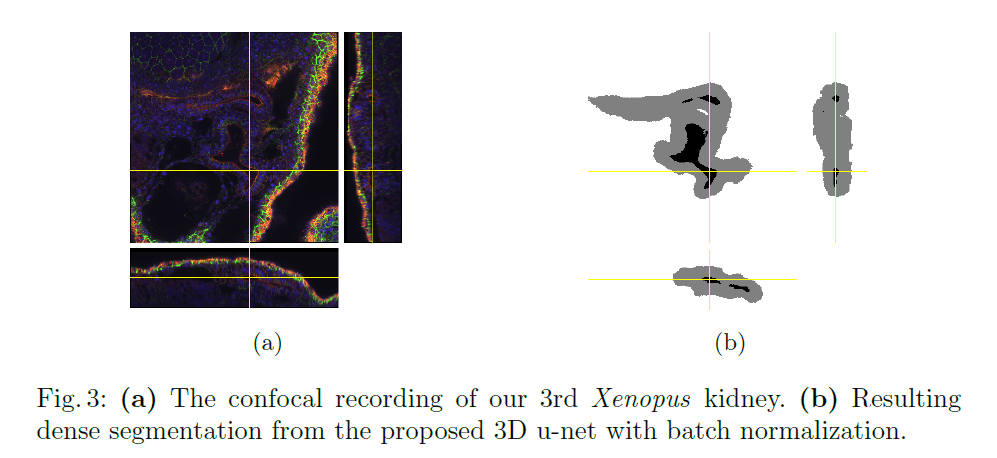 (a)
(b)
Fig. 3: (a) The confocal recording of our 3rd Xenopus kidney. (b) Resulting
dense segmentation from the proposed 3D u-net with batch normalization.